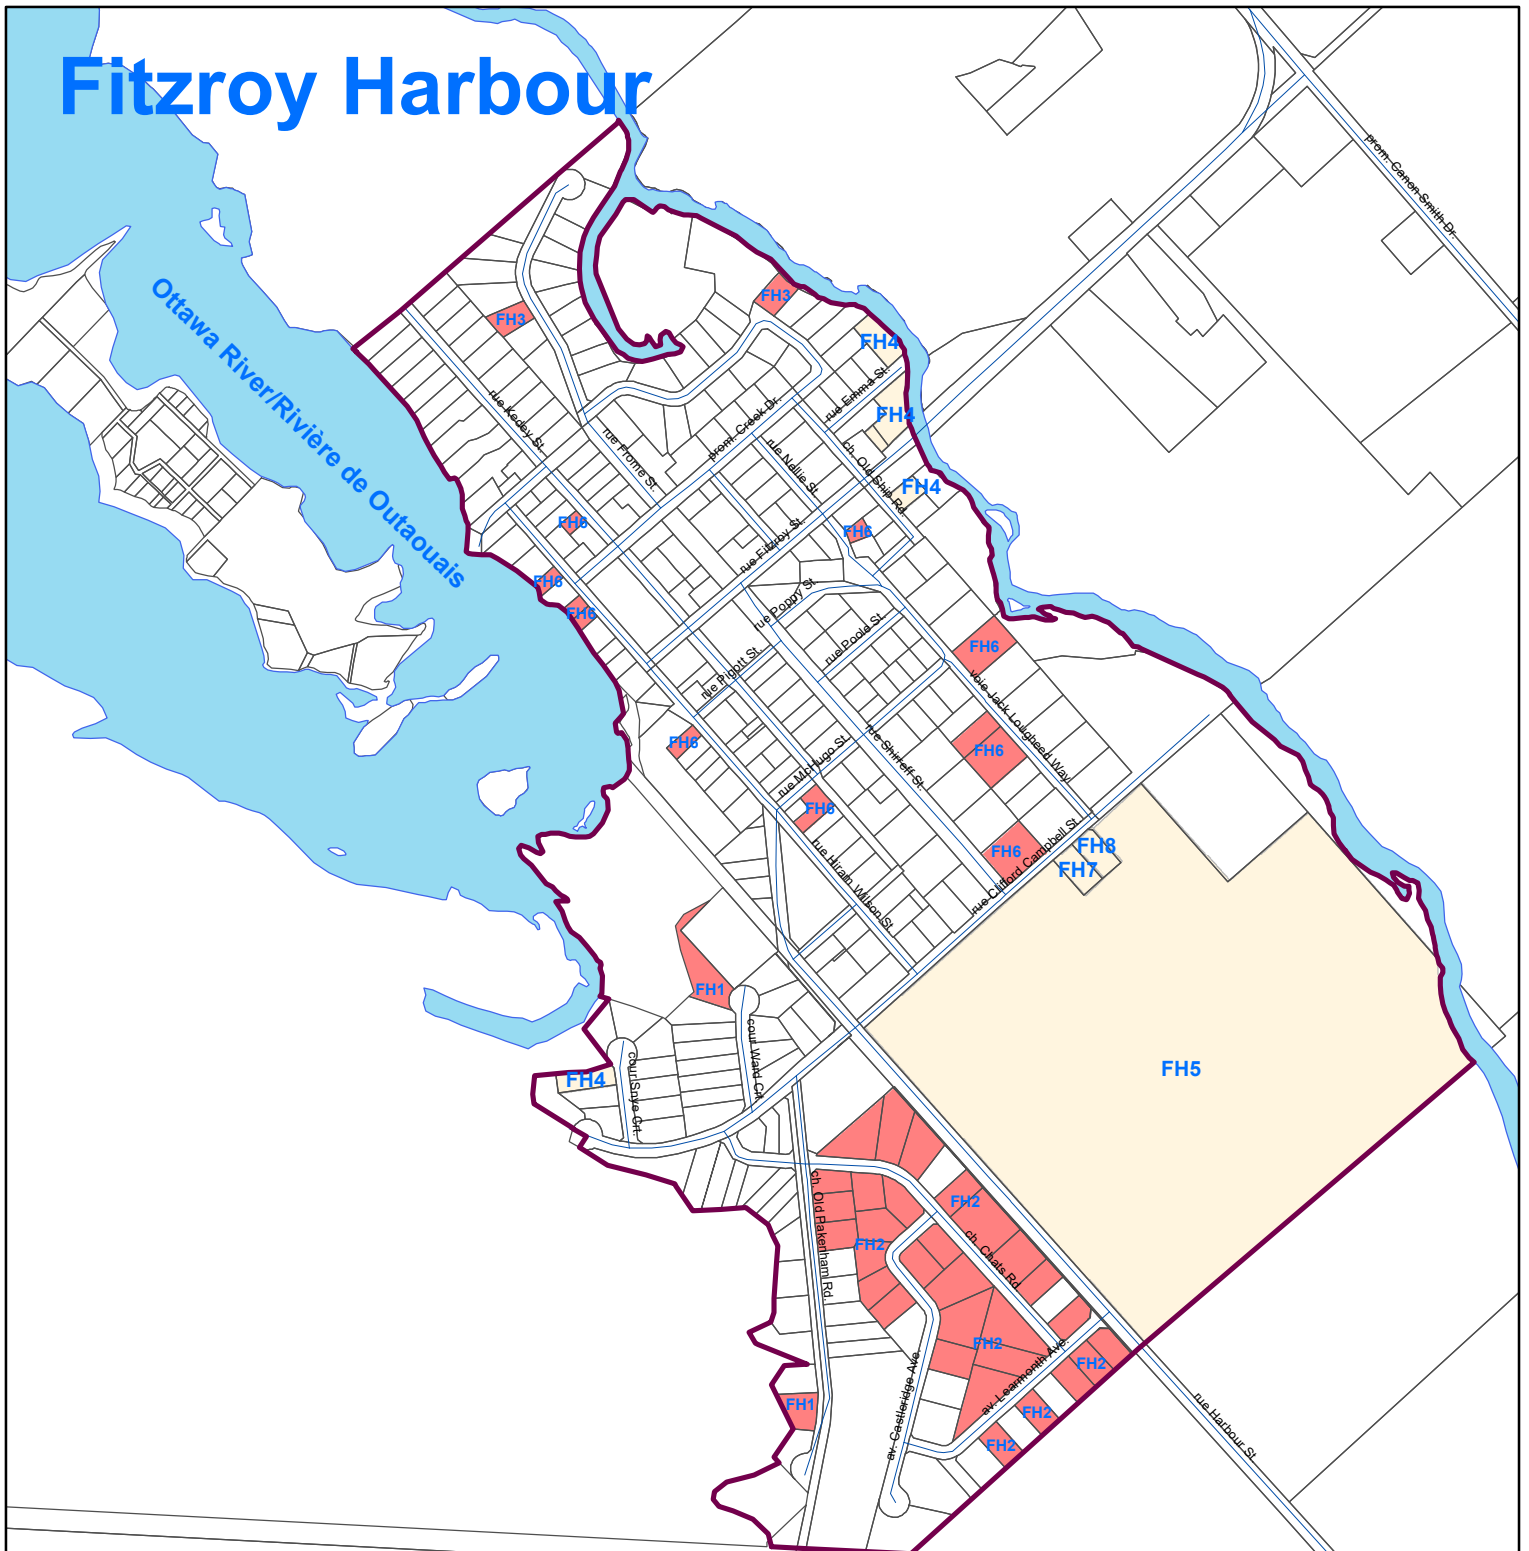 Fitzroy Harbour
prom. Canon Smith Dr.
Ottawa River/Rivière de Outaouais
FH3
FH3
FH4
rue Emma St.
FH4
rue Kedey St.
prom. Creek Dr.
rue Frome St.
rue Nellie St.
ch. Old Ship Rd.
FH4
FH6
FH6
rue Fitzroy St.
FH6
FH6
rue Poppy St.
rue Poole St.
FH6
rue Pigott St.
voie Jack Lougheed Way
FH6
FH6
rue Shirreff St.
rue McHugo St.
FH6
FH6
rue Clifford Campbell St.
FH8
FH7
rue Hiram Wilson St.
FH1
cour Ward Crt.
cour Snye Crt.
FH4
FH5
ch. Old Pakenham Rd.
FH2
FH2
ch. Chats Rd
FH2
FH2
av. Learmonth Ave.
av. Castleridge Ave.
FH1
FH2
FH2
rue Harbour St.